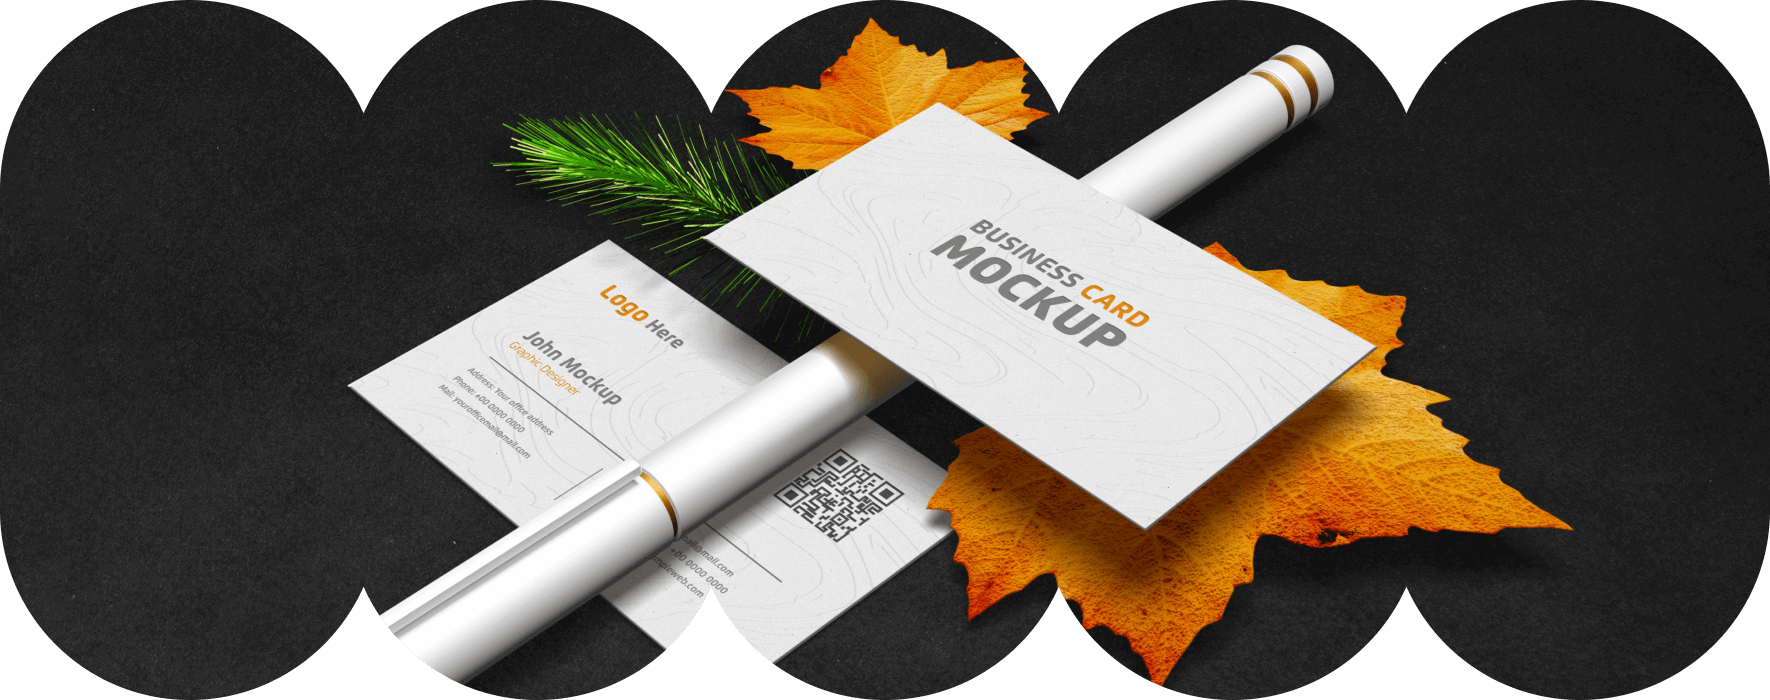 BUSINESS CARD
MOCKUP
Logo Here
John Mockup
Graphic Designer
Address: Your office address
Phone: +00 0000 0000
Mail: yourofficemail@mail.com
+00 0000 0000